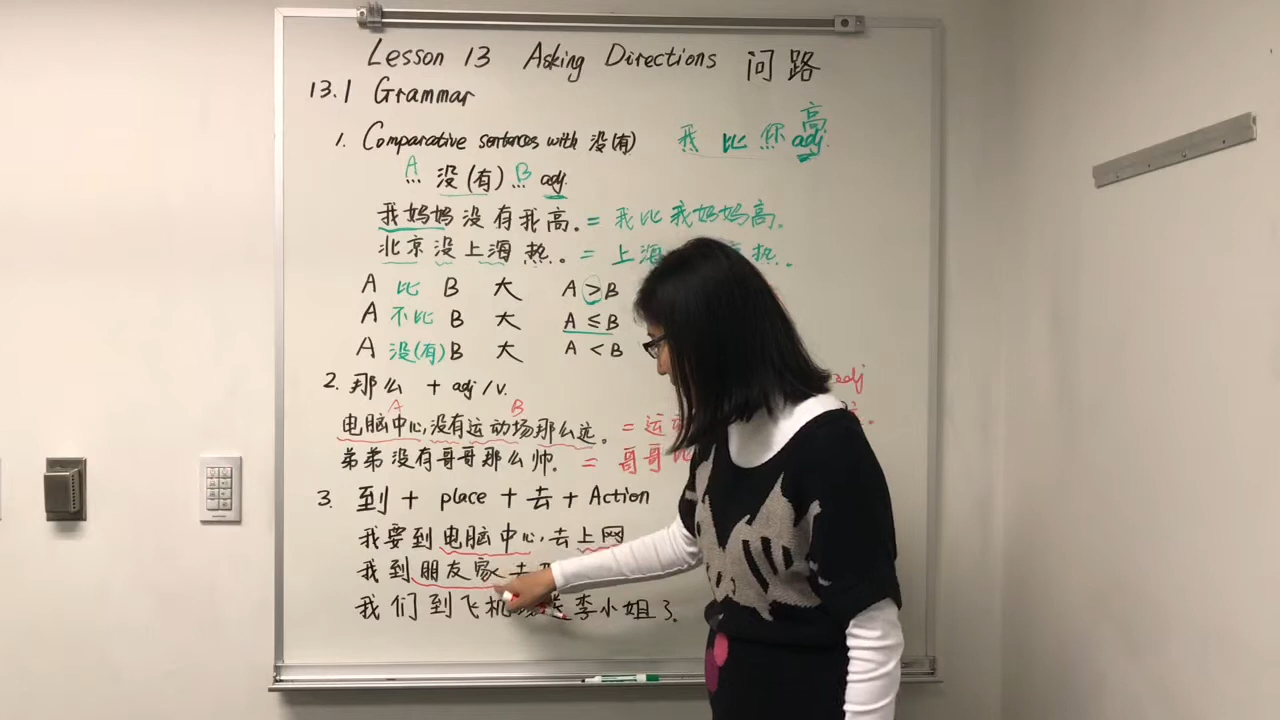 Lesson 13 Asking Directions 问路
13.1 Grammar
高
1. Comparative sentences with 没(有) 我 比 你 adj.
A B
... 没(有) ... adj.
我妈妈没有我高。= 我比我妈妈高。
北京没上海热。= 上海 热。
A 比 B 大 A > B
A 不比 B 大 A ≤ B
A 没(有) B 大 A < B
2. 那么 + adj/v. adj
A B
电脑中心,没有运动场那么远。= 运
弟弟没有哥哥那么帅。= 哥哥比
3. 到 + place + 去 + Action
我要到电脑中心,去上网
我到朋友家去
我们到飞机 送李小姐了。